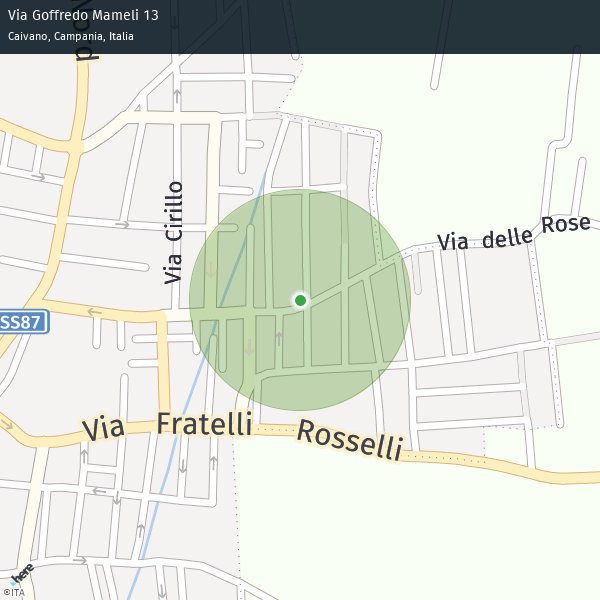 Via Goffredo Mameli 13
Caivano, Campania, Italia
Via Cirillo
Via delle Rose
SS87
Via Fratelli Rosselli
here
©ITA